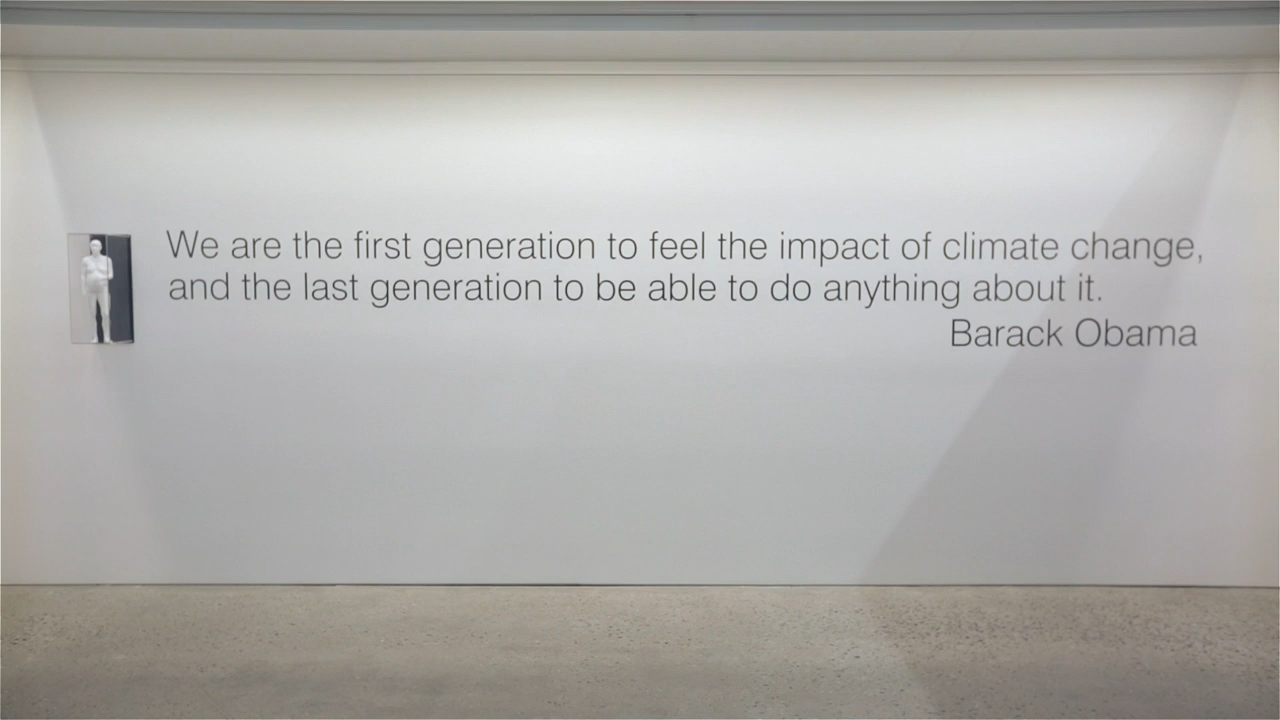 We are the first generation to feel the impact of climate change,
and the last generation to be able to do anything about it.
Barack Obama